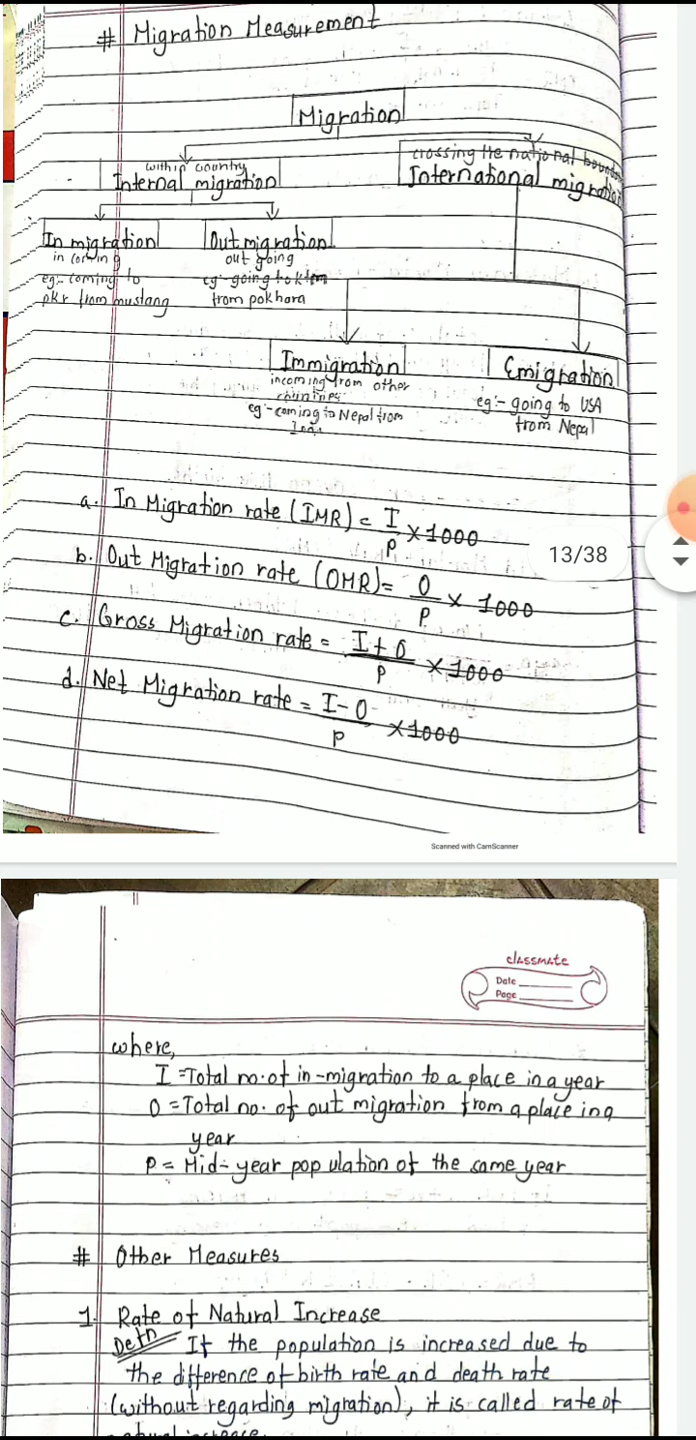 # Migration Measurement
Migration
within country
Internal migration
crossing the national bounda
International migration
In migration
in coming
eg:- coming to
pkr from mustang
Out migration
out going
eg:- going to ktm
from pokhara
Immigration
incoming from other
eg:- coming to Nepal from
Emigration
eg:- going to USA
from Nepal
a. In Migration rate (IMR) = I/P × 1000
b. Out Migration rate (OMR) = O/P × 1000
13/38
c. Gross Migration rate = I+O/P × 1000
d. Net Migration rate = I-O/P × 1000
Scanned with CamScanner
classmate
Date
Page
where,
I = Total no. of in-migration to a place in a year
O = Total no. of out migration from a place in a
year
P = Mid-year population of the same year
# Other Measures
1. Rate of Natural Increase
Defn If the population is increased due to
the difference of birth rate and death rate
(without regarding migration), it is called rate of
natural increase.